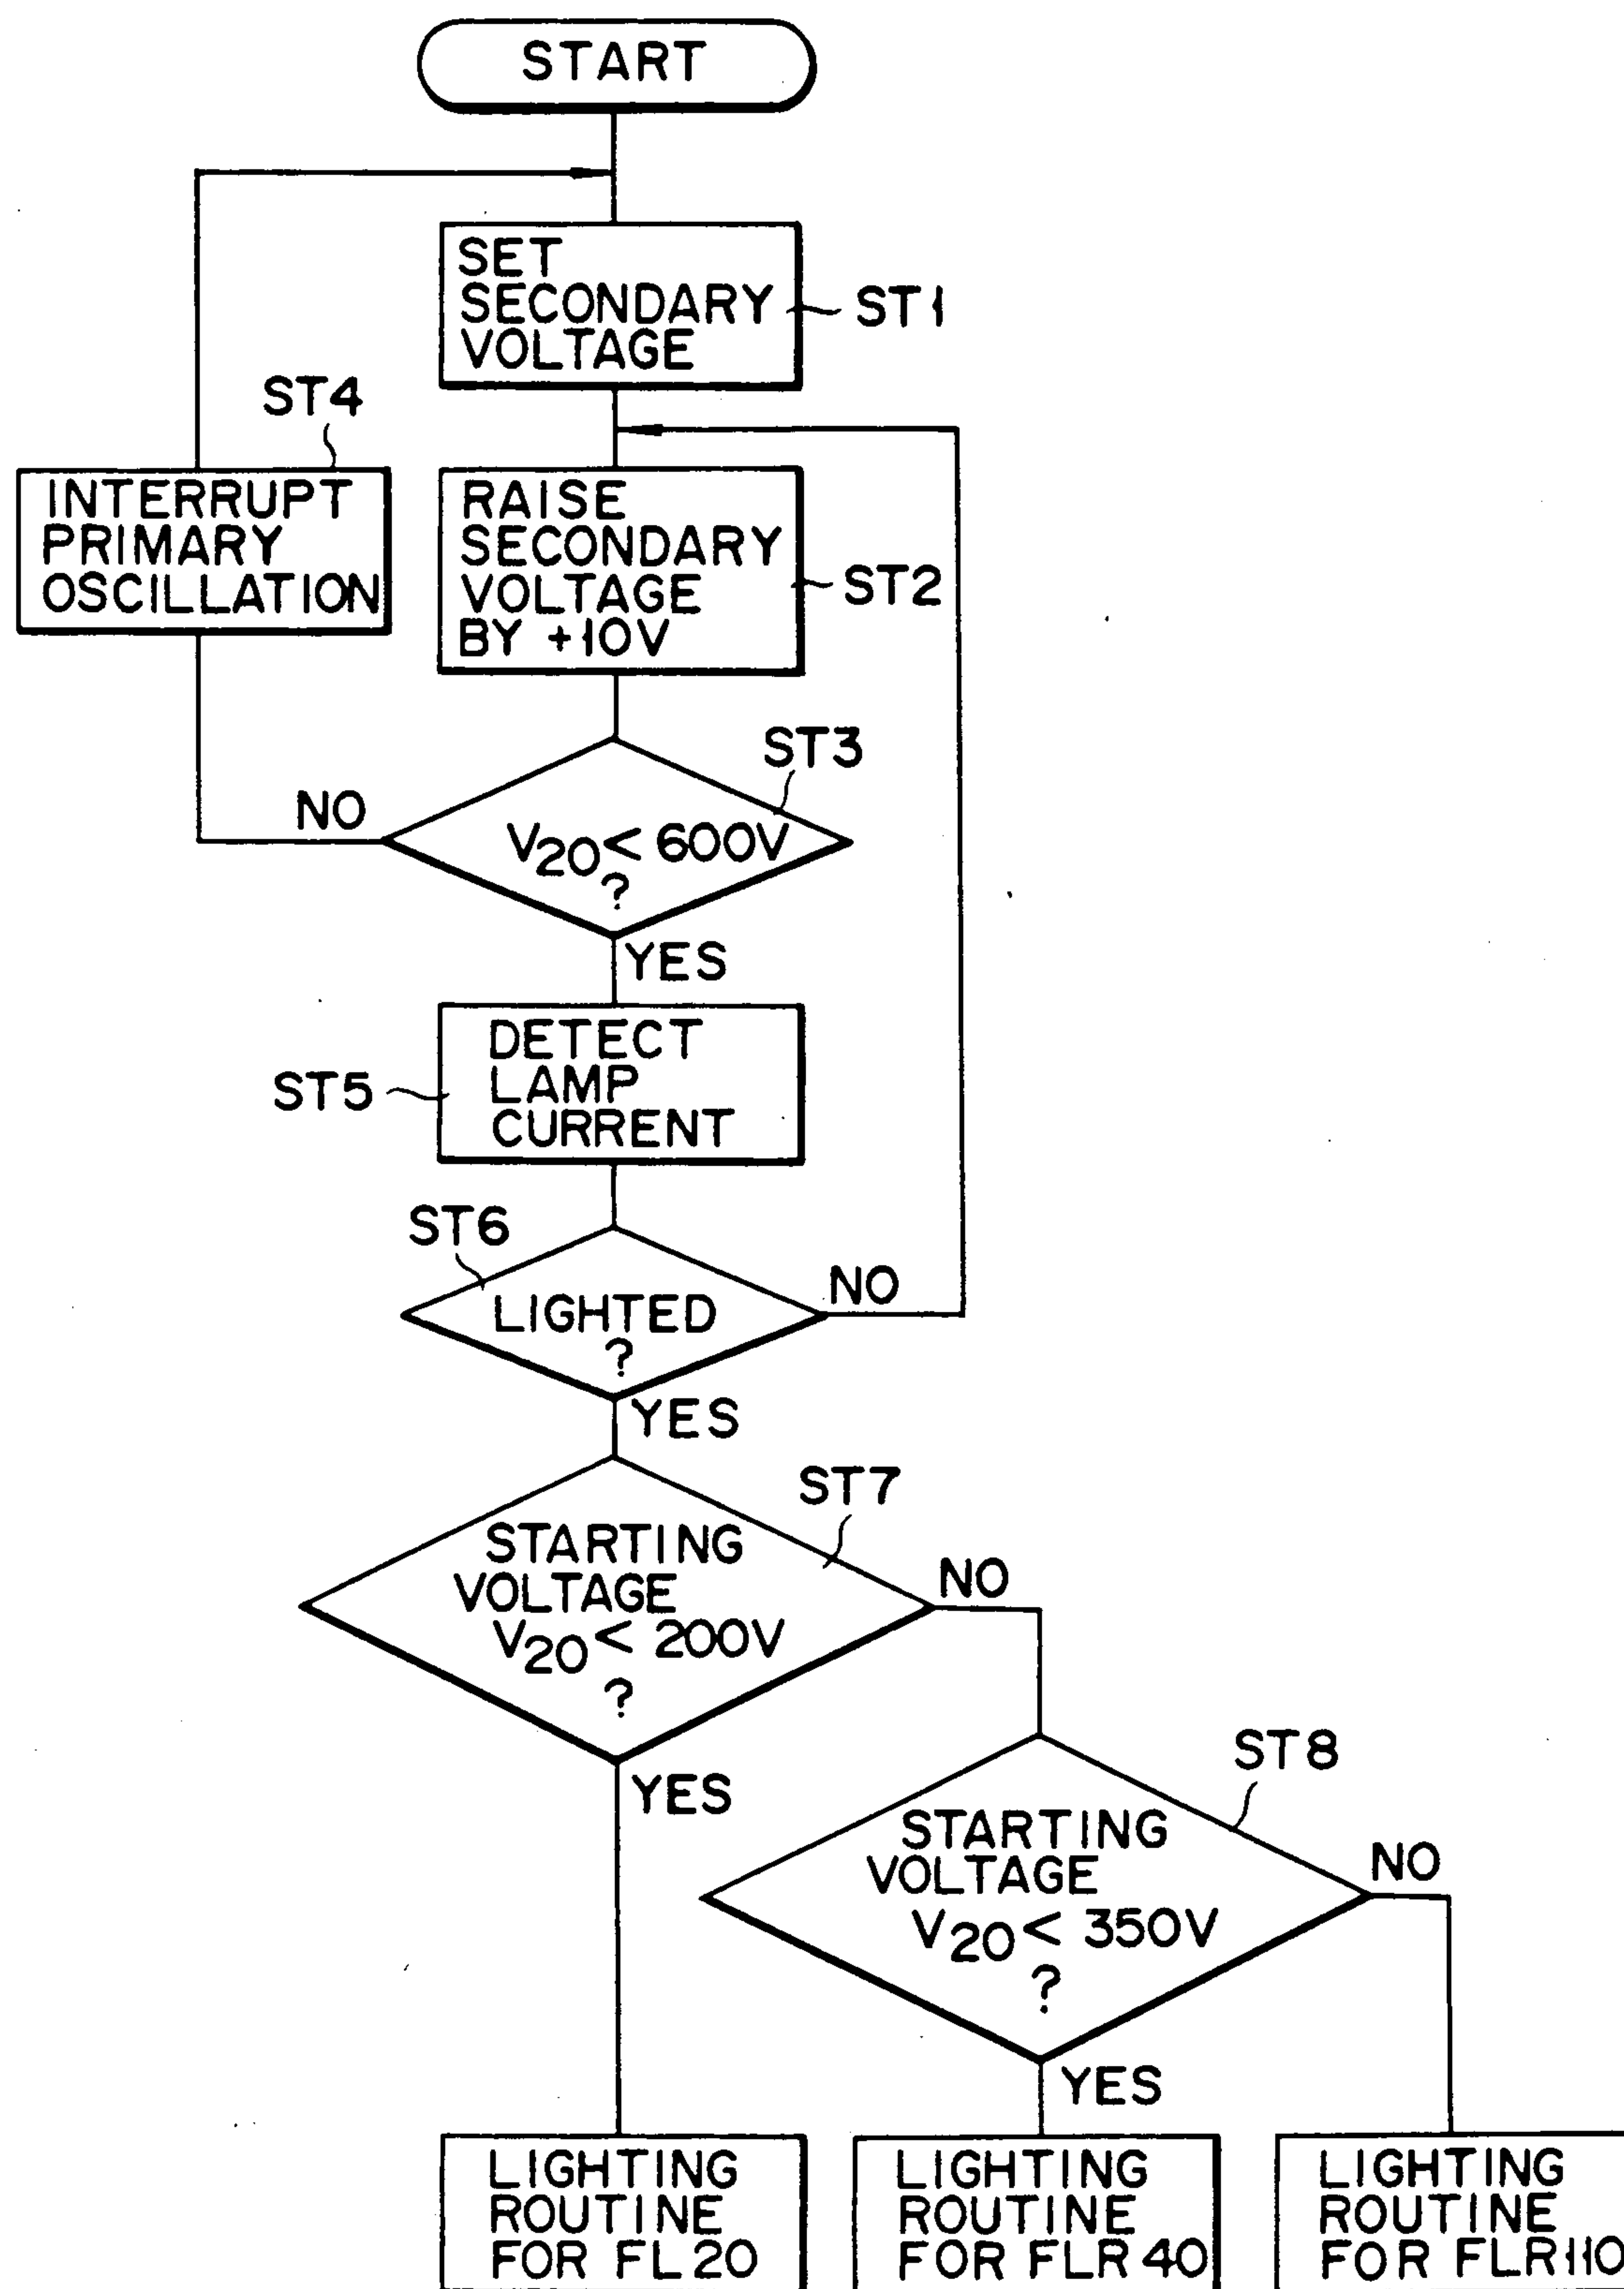 START
SET
SECONDARY
VOLTAGE
ST1
ST4
INTERRUPT
PRIMARY
OSCILLATION
RAISE
SECONDARY
VOLTAGE
BY +10V
ST2
ST3
NO
V20< 600V
?
YES
DETECT
LAMP
CURRENT
ST5
ST6
LIGHTED
?
NO
YES
ST7
STARTING
VOLTAGE
V20< 200V
?
NO
YES
ST8
STARTING
VOLTAGE
V20< 350V
?
NO
YES
LIGHTING
ROUTINE
FOR FL20
LIGHTING
ROUTINE
FOR FLR 40
LIGHTING
ROUTINE
FOR FLR110